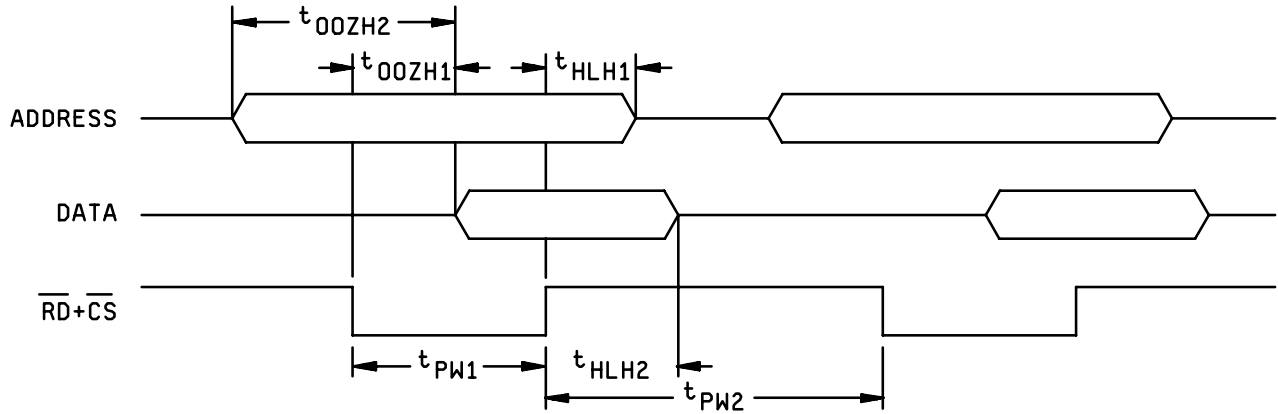 tOOZH2
tOOZH1
tHLH1
ADDRESS
DATA
RD+CS
tPW1
tHLH2
tPW2